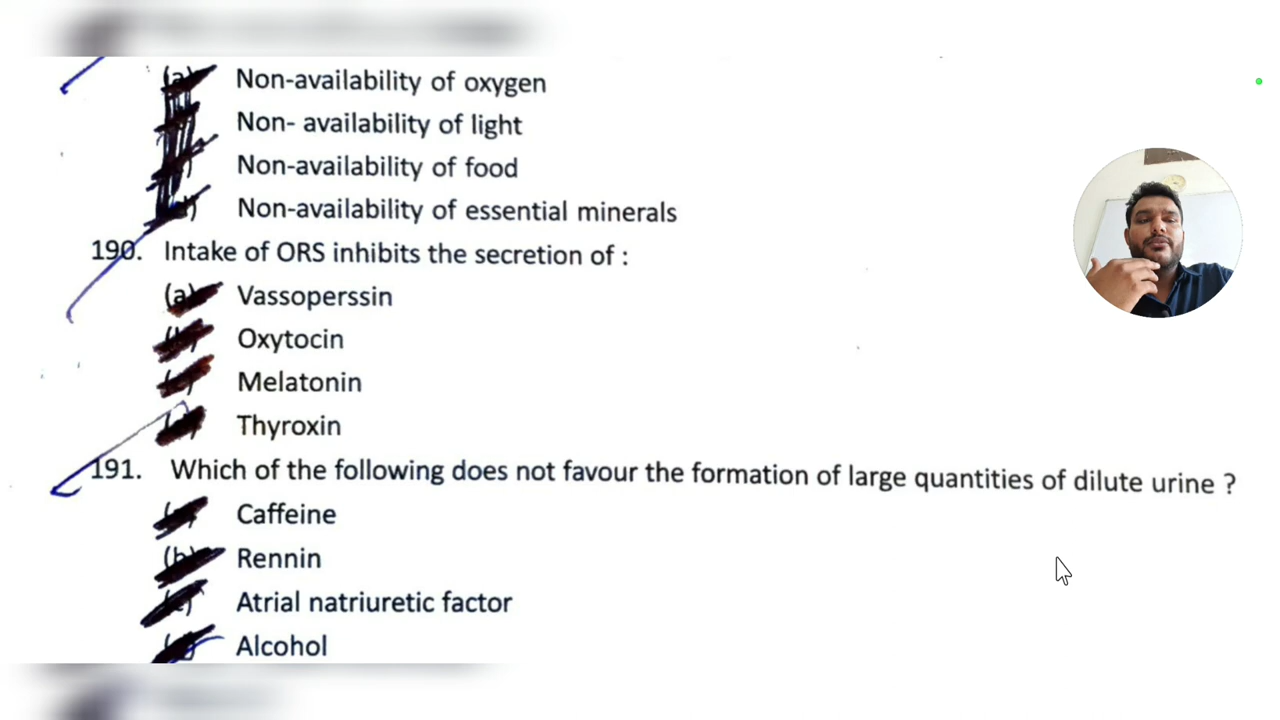 (a) Non-availability of oxygen
Non- availability of light
Non-availability of food
Non-availability of essential minerals
190. Intake of ORS inhibits the secretion of :
(a) Vassoperssin
Oxytocin
Melatonin
Thyroxin
191. Which of the following does not favour the formation of large quantities of dilute urine ?
Caffeine
(b) Rennin
Atrial natriuretic factor
Alcohol